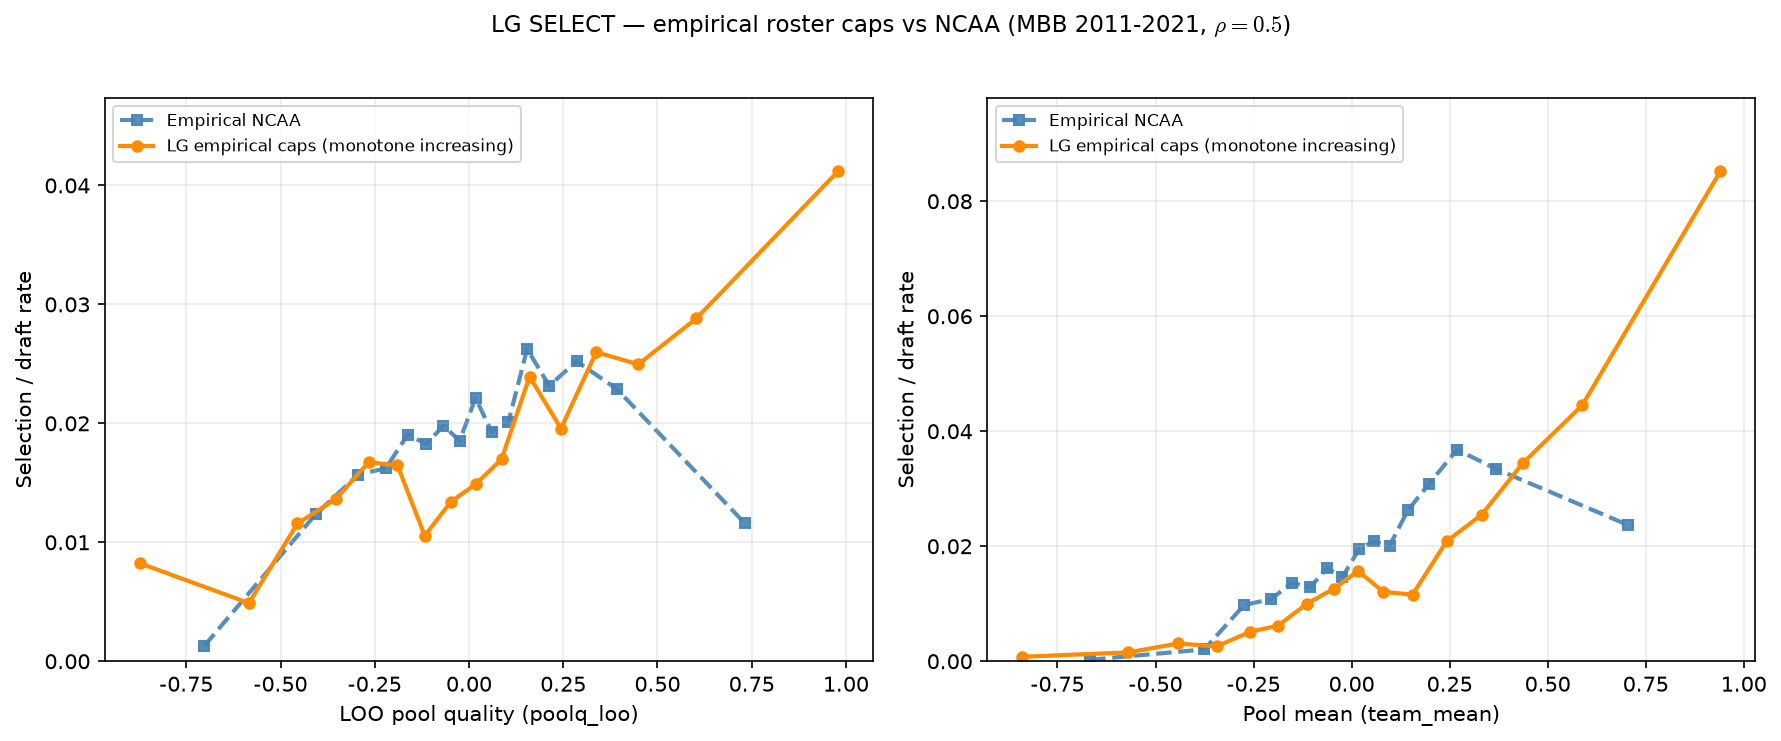 LG SELECT — empirical roster caps vs NCAA (MBB 2011-2021, ρ = 0.5)
Empirical NCAA
LG empirical caps (monotone increasing)
Selection / draft rate
0.04
0.03
0.02
0.01
0.00
-0.75 -0.50 -0.25 0.00 0.25 0.50 0.75 1.00
LOO pool quality (poolq_loo)
Empirical NCAA
LG empirical caps (monotone increasing)
Selection / draft rate
0.08
0.06
0.04
0.02
0.00
-0.75 -0.50 -0.25 0.00 0.25 0.50 0.75 1.00
Pool mean (team_mean)